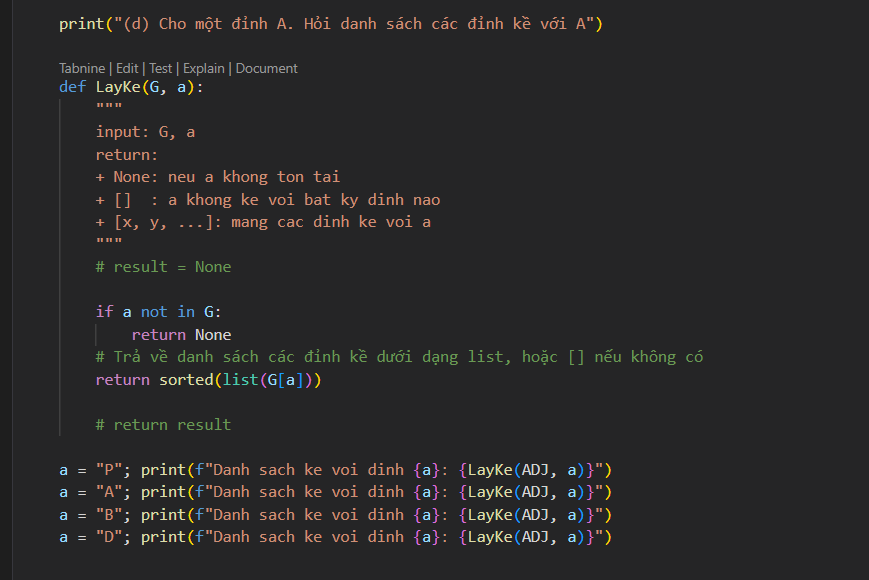 print("(d) Cho một đỉnh A. Hỏi danh sách các đỉnh kề với A")
Tabnine | Edit | Test | Explain | Document
def LayKe(G, a):
"""
input: G, a
return:
+ None: neu a khong ton tai
+ []  : a khong ke voi bat ky dinh nao
+ [x, y, ...]: mang cac dinh ke voi a
"""
# result = None
if a not in G:
return None
# Trả về danh sách các đỉnh kề dưới dạng list, hoặc [] nếu không có
return sorted(list(G[a]))
# return result
a = "P"; print(f"Danh sach ke voi dinh {a}: {LayKe(ADJ, a)}")
a = "A"; print(f"Danh sach ke voi dinh {a}: {LayKe(ADJ, a)}")
a = "B"; print(f"Danh sach ke voi dinh {a}: {LayKe(ADJ, a)}")
a = "D"; print(f"Danh sach ke voi dinh {a}: {LayKe(ADJ, a)}")